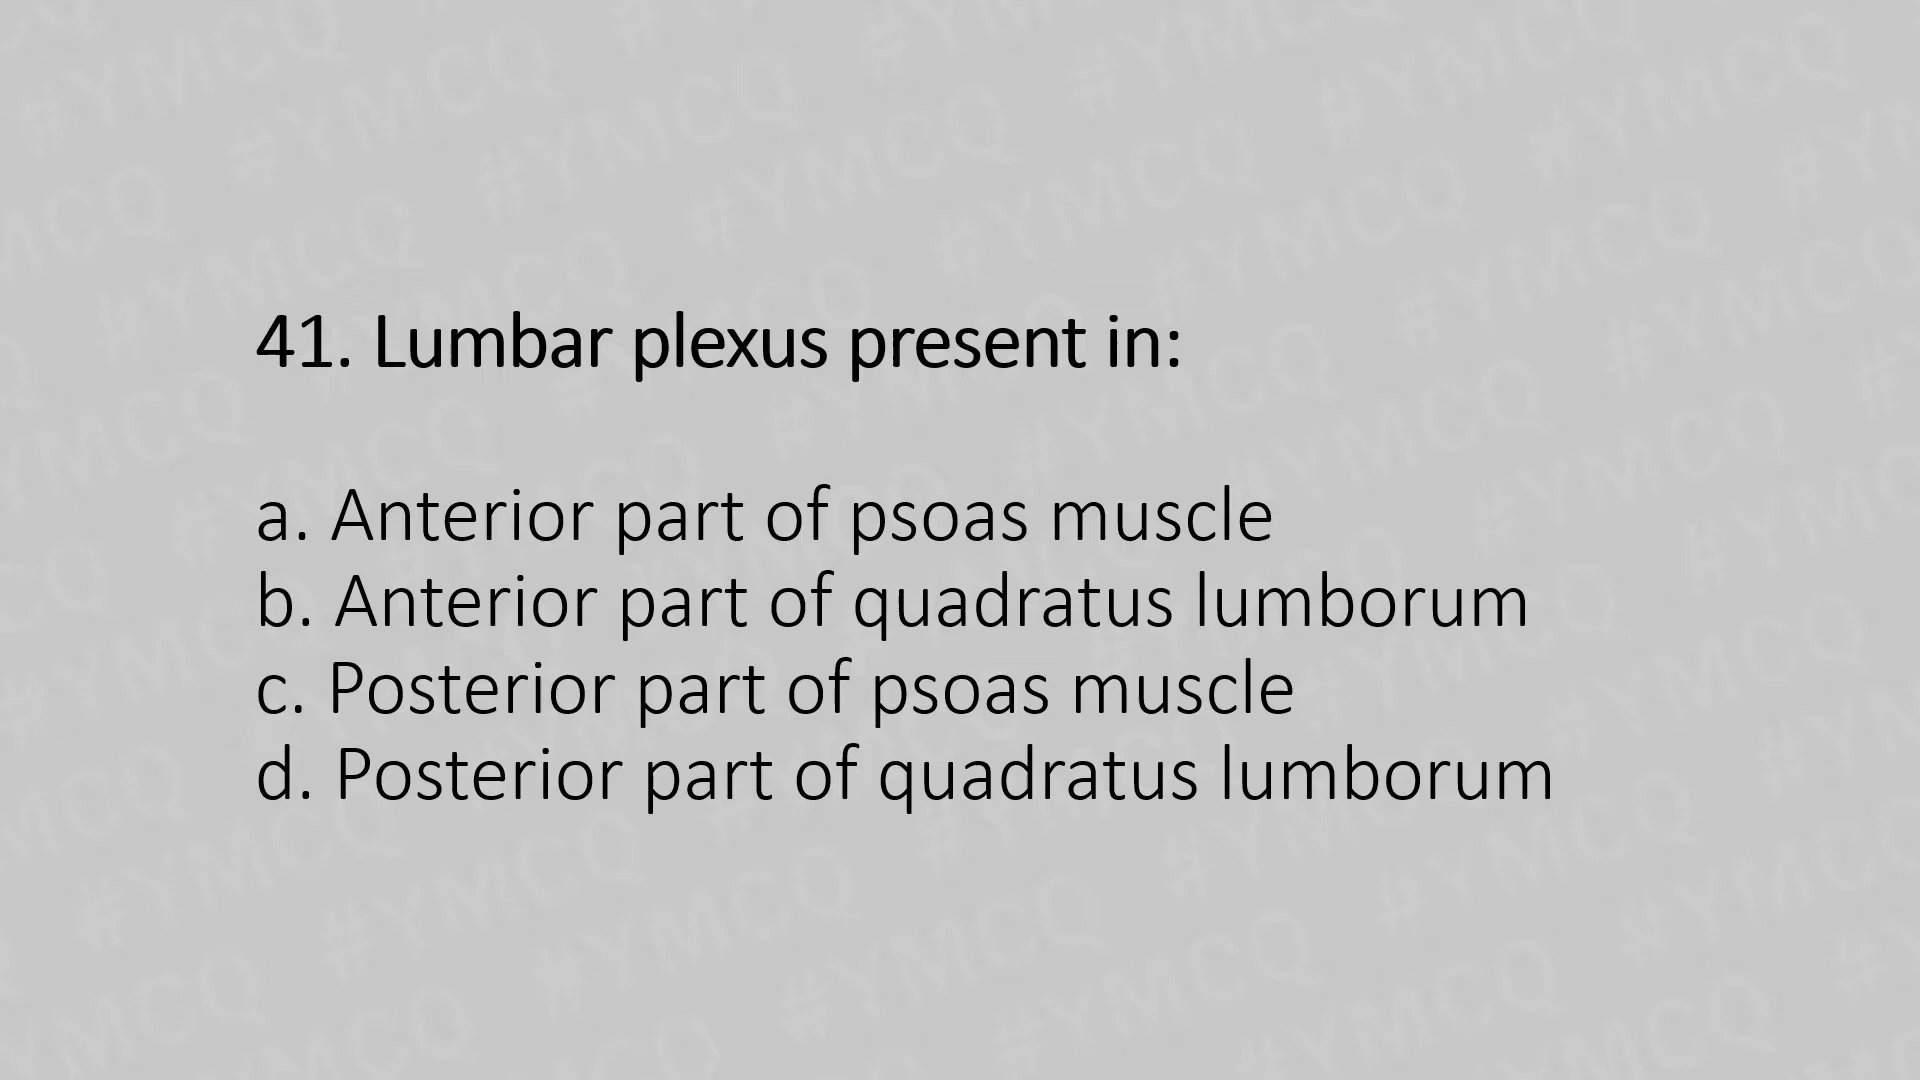 41. Lumbar plexus present in:
a. Anterior part of psoas muscle
b. Anterior part of quadratus lumborum
c. Posterior part of psoas muscle
d. Posterior part of quadratus lumborum
#YMCQ